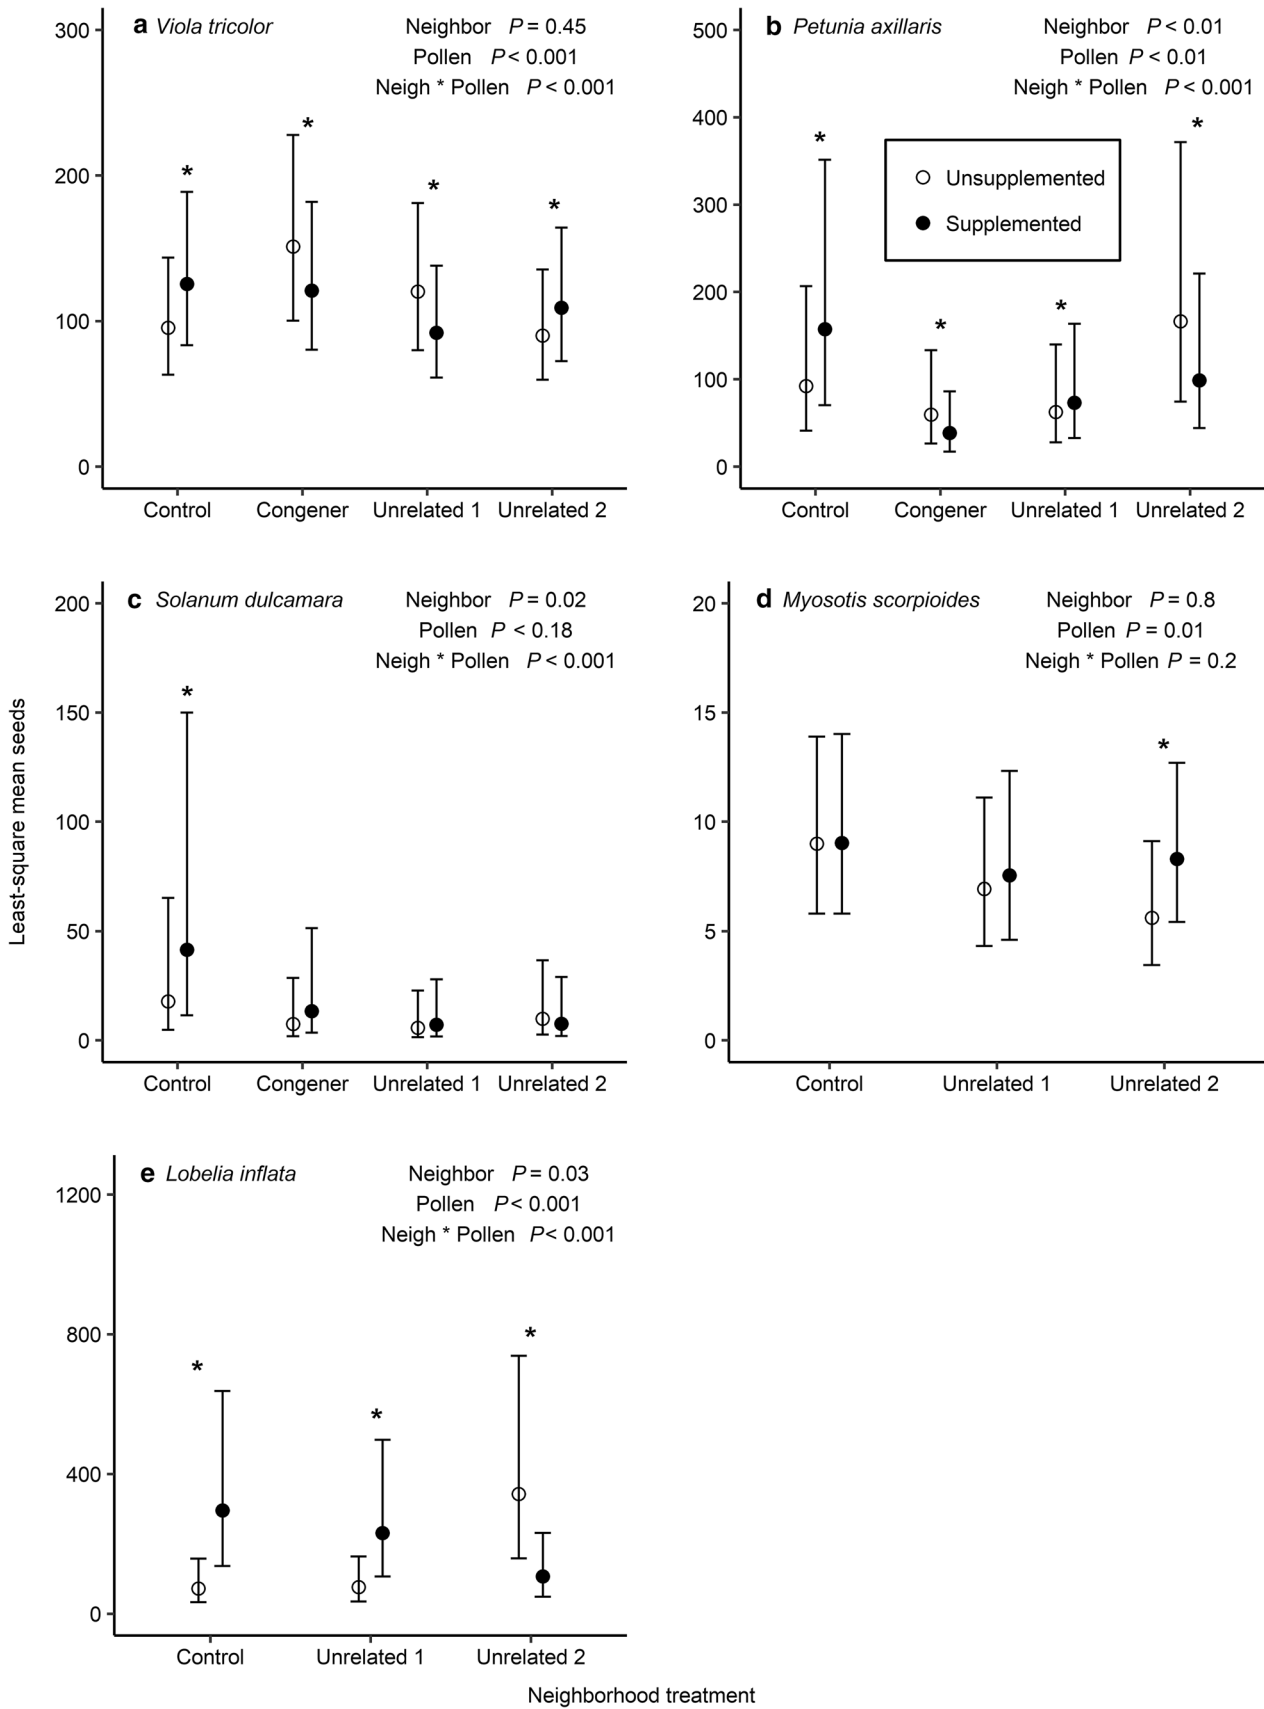 a Viola tricolor
Neighbor P = 0.45
Pollen P < 0.001
Neigh * Pollen P < 0.001
300
200
100
0
* * * *
Control Congener Unrelated 1 Unrelated 2
b Petunia axillaris
Neighbor P < 0.01
Pollen P < 0.01
Neigh * Pollen P < 0.001
500
400
300
200
100
0
* * * *
Unsupplemented
Supplemented
Control Congener Unrelated 1 Unrelated 2
c Solanum dulcamara
Neighbor P = 0.02
Pollen P < 0.18
Neigh * Pollen P < 0.001
200
150
100
50
0
*
Control Congener Unrelated 1 Unrelated 2
d Myosotis scorpioides
Neighbor P = 0.8
Pollen P = 0.01
Neigh * Pollen P = 0.2
20
15
10
5
0
*
Control Unrelated 1 Unrelated 2
Least-square mean seeds
e Lobelia inflata
Neighbor P = 0.03
Pollen P < 0.001
Neigh * Pollen P < 0.001
1200
800
400
0
* * *
Control Unrelated 1 Unrelated 2
Neighborhood treatment